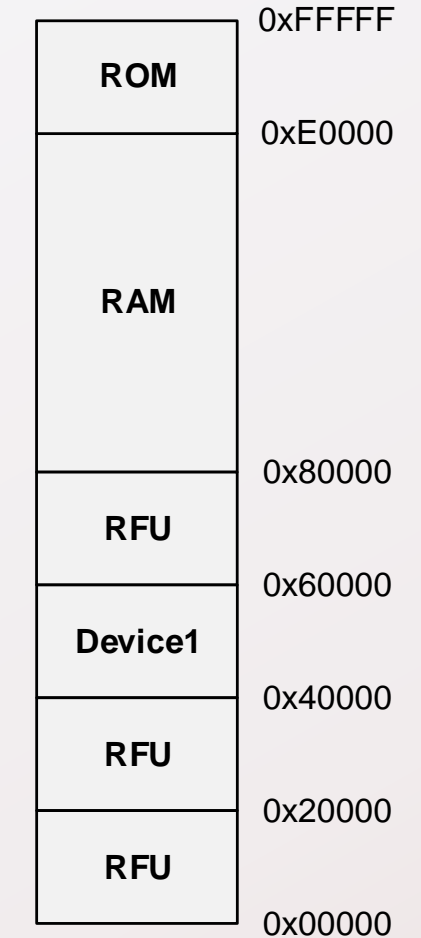 0xFFFFF
ROM
0xE0000
RAM
0x80000
RFU
0x60000
Device1
0x40000
RFU
0x20000
RFU
0x00000